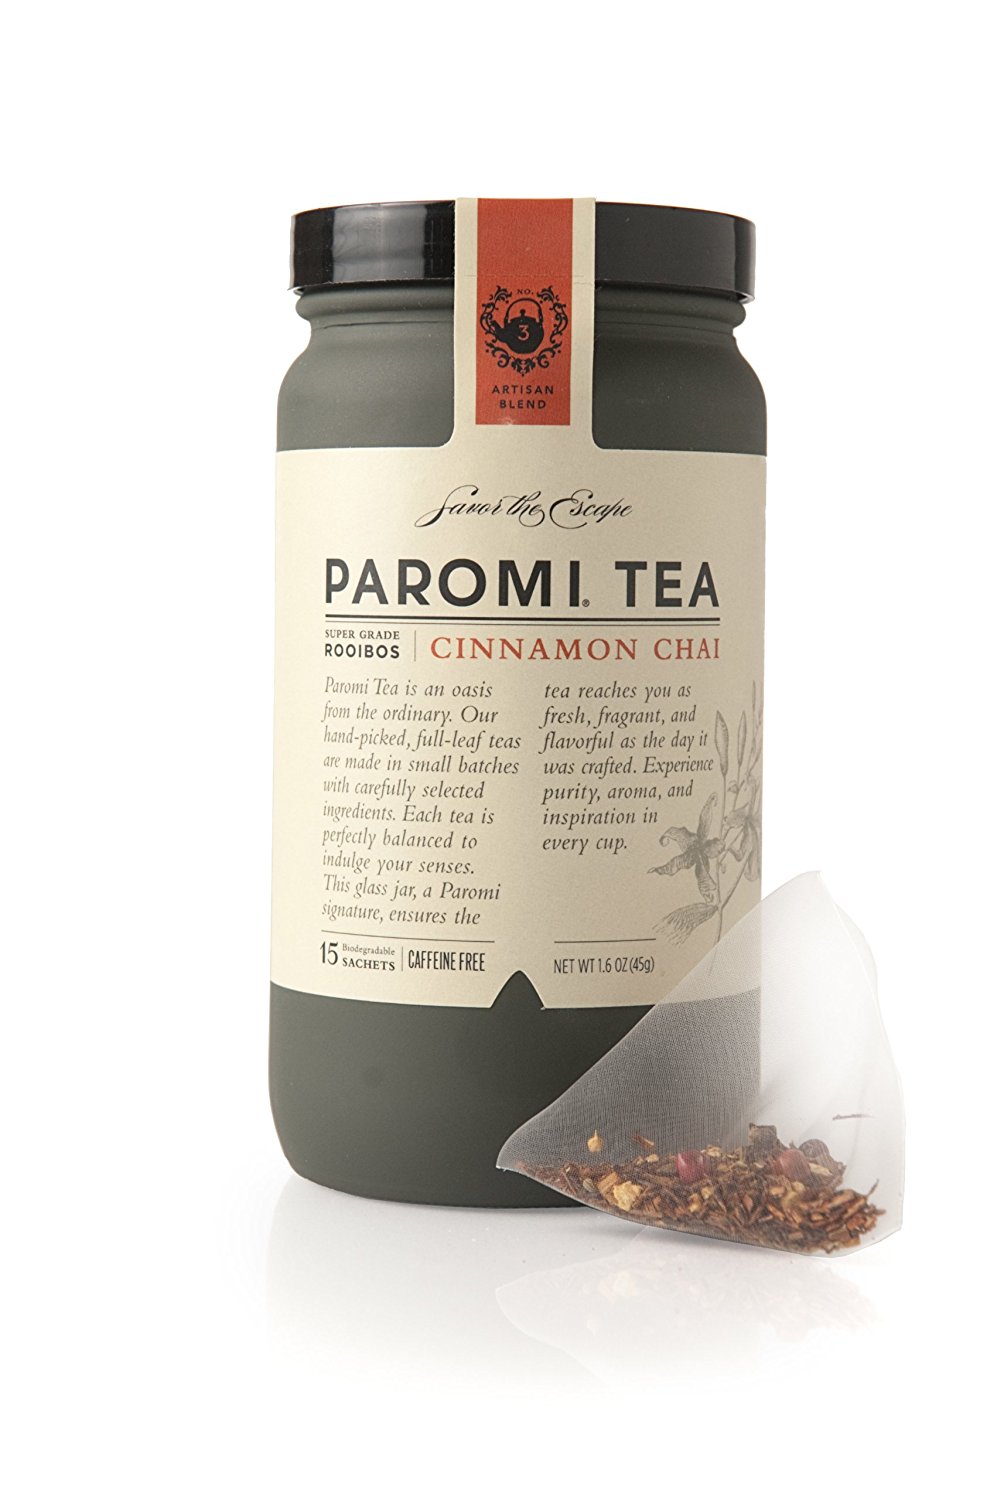 NO.
3
ARTISAN
BLEND
Savor the Escape
PAROMI® TEA
SUPER GRADE
ROOIBOS
CINNAMON CHAI
Paromi Tea is an oasis
from the ordinary. Our
hand-picked, full-leaf teas
are made in small batches
with carefully selected
ingredients. Each tea is
perfectly balanced to
indulge your senses.
This glass jar, a Paromi
signature, ensures the
tea reaches you as
fresh, fragrant, and
flavorful as the day it
was crafted. Experience
purity, aroma, and
inspiration in
every cup.
15 Biodegradable
SACHETS
CAFFEINE FREE
NET WT 1.6 OZ (45g)